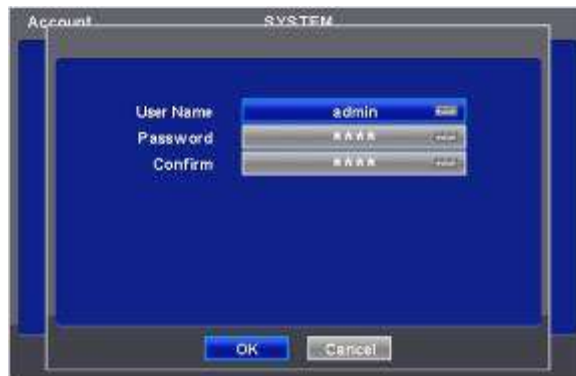 Account SYSTEM
User Name admin
Password ****
Confirm ****
OK Cancel